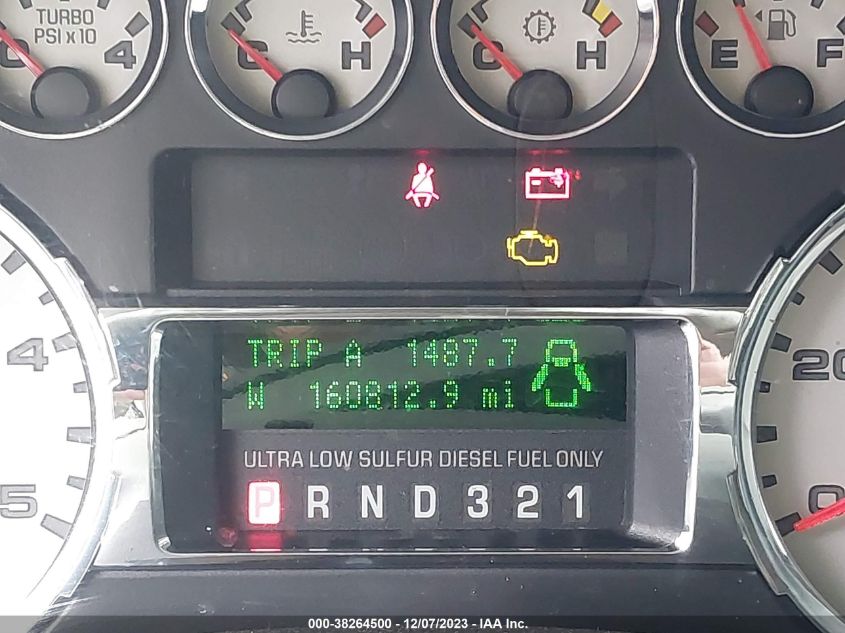 TURBO
PSI x 10
4
C H
C H
E F
4
5
TRIP A 1487.7
W 160812.9 mi
20
0
ULTRA LOW SULFUR DIESEL FUEL ONLY
P R N D 3 2 1
000-38264500 - 12/07/2023 - IAA Inc.